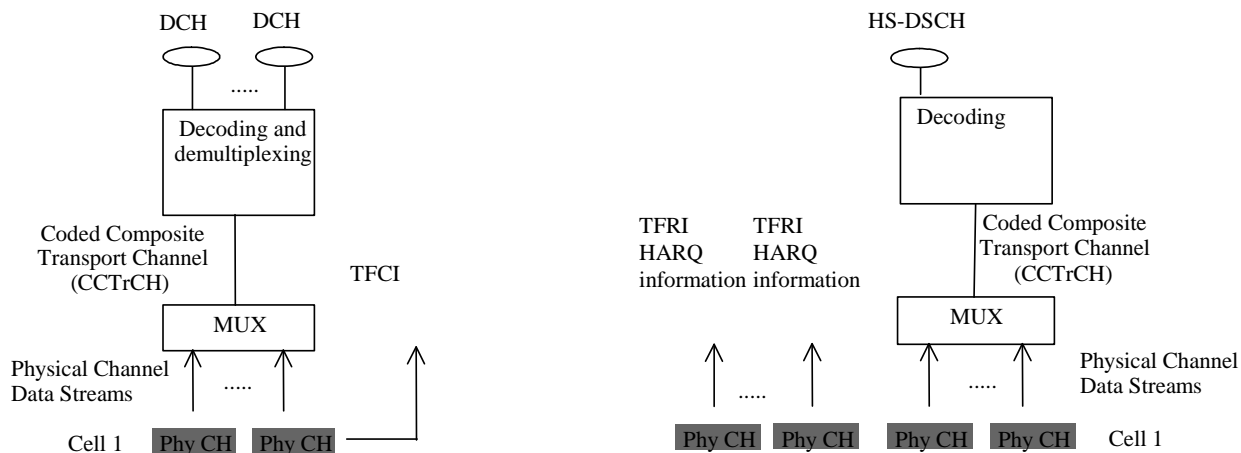 DCH DCH
.....
Decoding and
demultiplexing
Coded Composite
Transport Channel
(CCTrCH)
TFCI
MUX
Physical Channel
Data Streams
.....
Cell 1 Phy CH Phy CH
HS-DSCH
Decoding
TFRI TFRI
HARQ HARQ
information information
Coded Composite
Transport Channel
(CCTrCH)
MUX
Physical Channel
Data Streams
..... .....
Phy CH Phy CH Phy CH Phy CH Cell 1